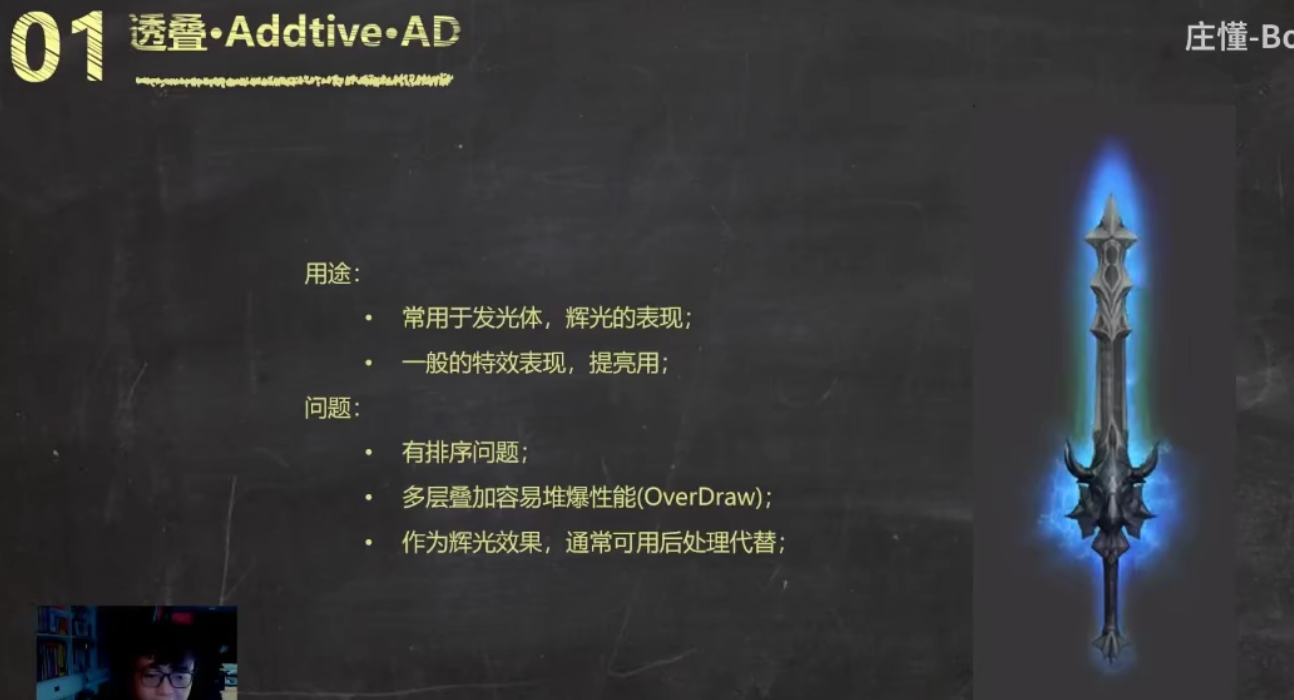 01 透叠•Addtive•AD
庄懂-Bo
用途：
• 常用于发光体，辉光的表现；
• 一般的特效表现，提亮用；
问题：
• 有排序问题；
• 多层叠加容易堆爆性能(OverDraw)；
• 作为辉光效果，通常可用后处理代替；